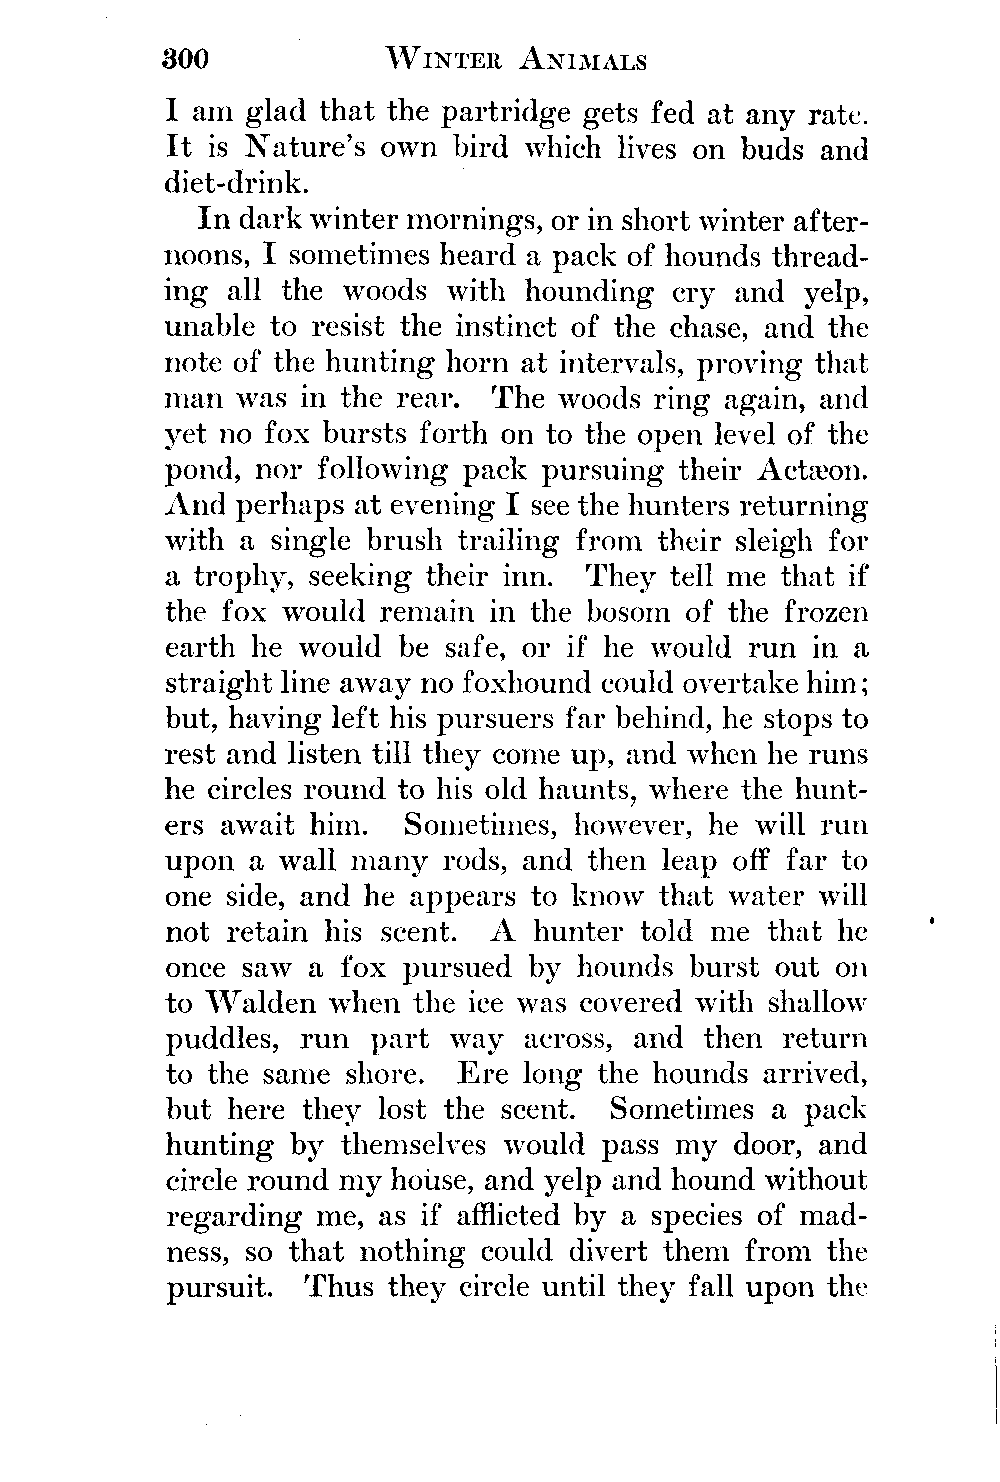 300 WINTER ANIMALS
I am glad that the partridge gets fed at any rate.
It is Nature's own bird which lives on buds and
diet-drink.
In dark winter mornings, or in short winter after-
noons, I sometimes heard a pack of hounds thread-
ing all the woods with hounding cry and yelp,
unable to resist the instinct of the chase, and the
note of the hunting horn at intervals, proving that
man was in the rear. The woods ring again, and
yet no fox bursts forth on to the open level of the
pond, nor following pack pursuing their Actæon.
And perhaps at evening I see the hunters returning
with a single brush trailing from their sleigh for
a trophy, seeking their inn. They tell me that if
the fox would remain in the bosom of the frozen
earth he would be safe, or if he would run in a
straight line away no foxhound could overtake him;
but, having left his pursuers far behind, he stops to
rest and listen till they come up, and when he runs
he circles round to his old haunts, where the hunt-
ers await him. Sometimes, however, he will run
upon a wall many rods, and then leap off far to
one side, and he appears to know that water will
not retain his scent. A hunter told me that he
once saw a fox pursued by hounds burst out on
to Walden when the ice was covered with shallow
puddles, run part way across, and then return
to the same shore. Ere long the hounds arrived,
but here they lost the scent. Sometimes a pack
hunting by themselves would pass my door, and
circle round my house, and yelp and hound without
regarding me, as if afflicted by a species of mad-
ness, so that nothing could divert them from the
pursuit. Thus they circle until they fall upon the